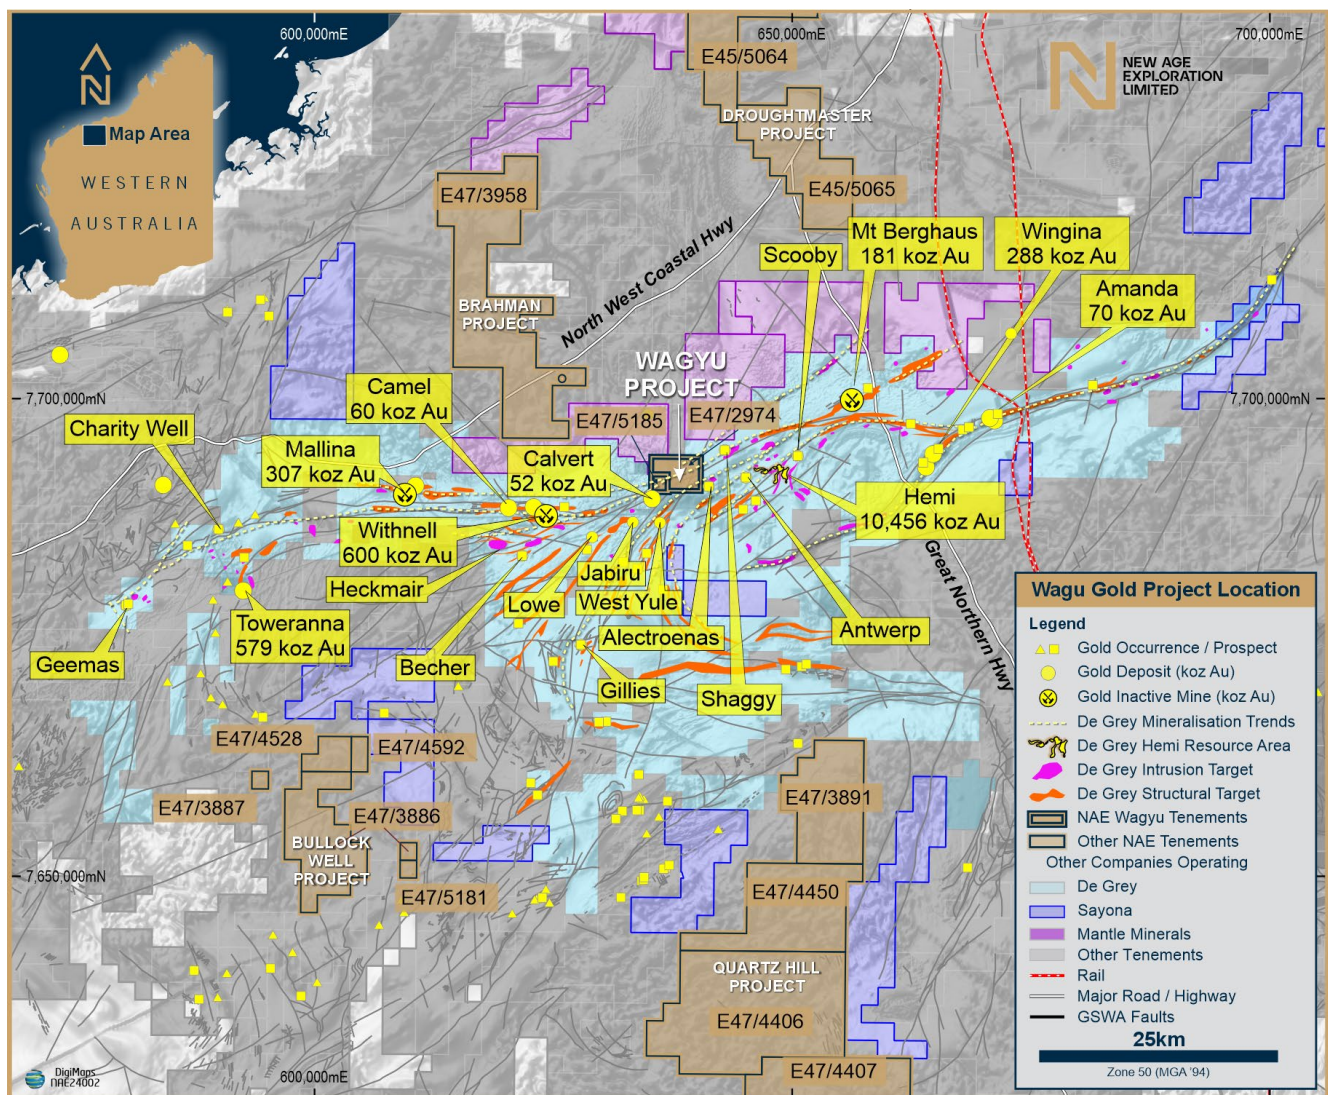 600,000mE
650,000mE
700,000mE
N
Map Area
WESTERN
AUSTRALIA
NEW AGE
EXPLORATION
LIMITED
E45/5064
DROUGHTMASTER
PROJECT
E45/5065
E47/3958
BRAHMAN
PROJECT
North West Coastal Hwy
WAGYU
PROJECT
E47/5185
E47/2974
Scooby
Mt Berghaus
181 koz Au
Wingina
288 koz Au
Amanda
70 koz Au
7,700,000mN
7,700,000mN
Camel
60 koz Au
Charity Well
Mallina
307 koz Au
Calvert
52 koz Au
Hemi
10,456 koz Au
Withnell
600 koz Au
Heckmair
Jabiru
Lowe
West Yule
Toweranna
579 koz Au
Alectroenas
Antwerp
Geemas
Becher
Gillies
Shaggy
Great Northern Hwy
E47/4528
E47/4592
E47/3887
E47/3886
BULLOCK
WELL
PROJECT
E47/5181
E47/3891
E47/4450
7,650,000mN
QUARTZ HILL
PROJECT
E47/4406
E47/4407
600,000mE
DigiMaps
NAE24002
Wagu Gold Project Location
Legend
Gold Occurrence / Prospect
Gold Deposit (koz Au)
Gold Inactive Mine (koz Au)
De Grey Mineralisation Trends
De Grey Hemi Resource Area
De Grey Intrusion Target
De Grey Structural Target
NAE Wagyu Tenements
Other NAE Tenements
Other Companies Operating
De Grey
Sayona
Mantle Minerals
Other Tenements
Rail
Major Road / Highway
GSWA Faults
25km
Zone 50 (MGA '94)